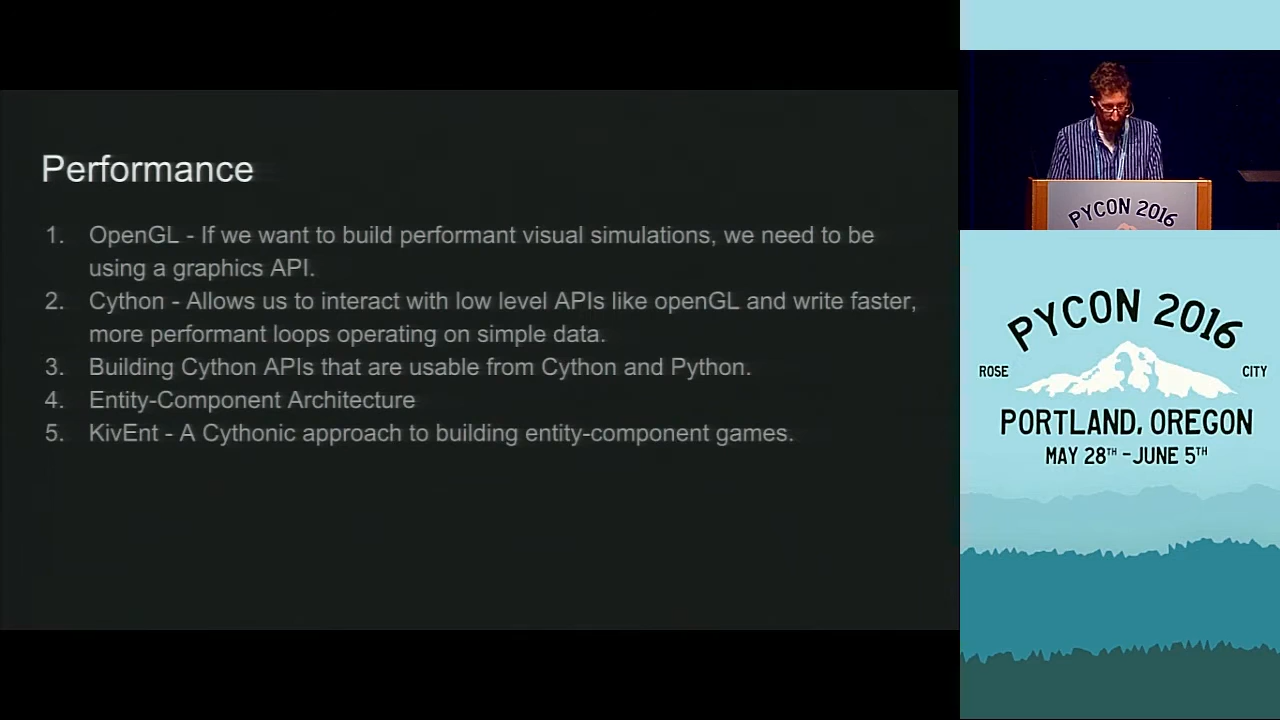 Performance
1. OpenGL - If we want to build performant visual simulations, we need to be
using a graphics API.
2. Cython - Allows us to interact with low level APIs like openGL and write faster,
more performant loops operating on simple data.
3. Building Cython APIs that are usable from Cython and Python.
4. Entity-Component Architecture
5. KivEnt - A Cythonic approach to building entity-component games.
PYCON 2016
PYCON 2016
ROSE CITY
PORTLAND, OREGON
MAY 28TH - JUNE 5TH